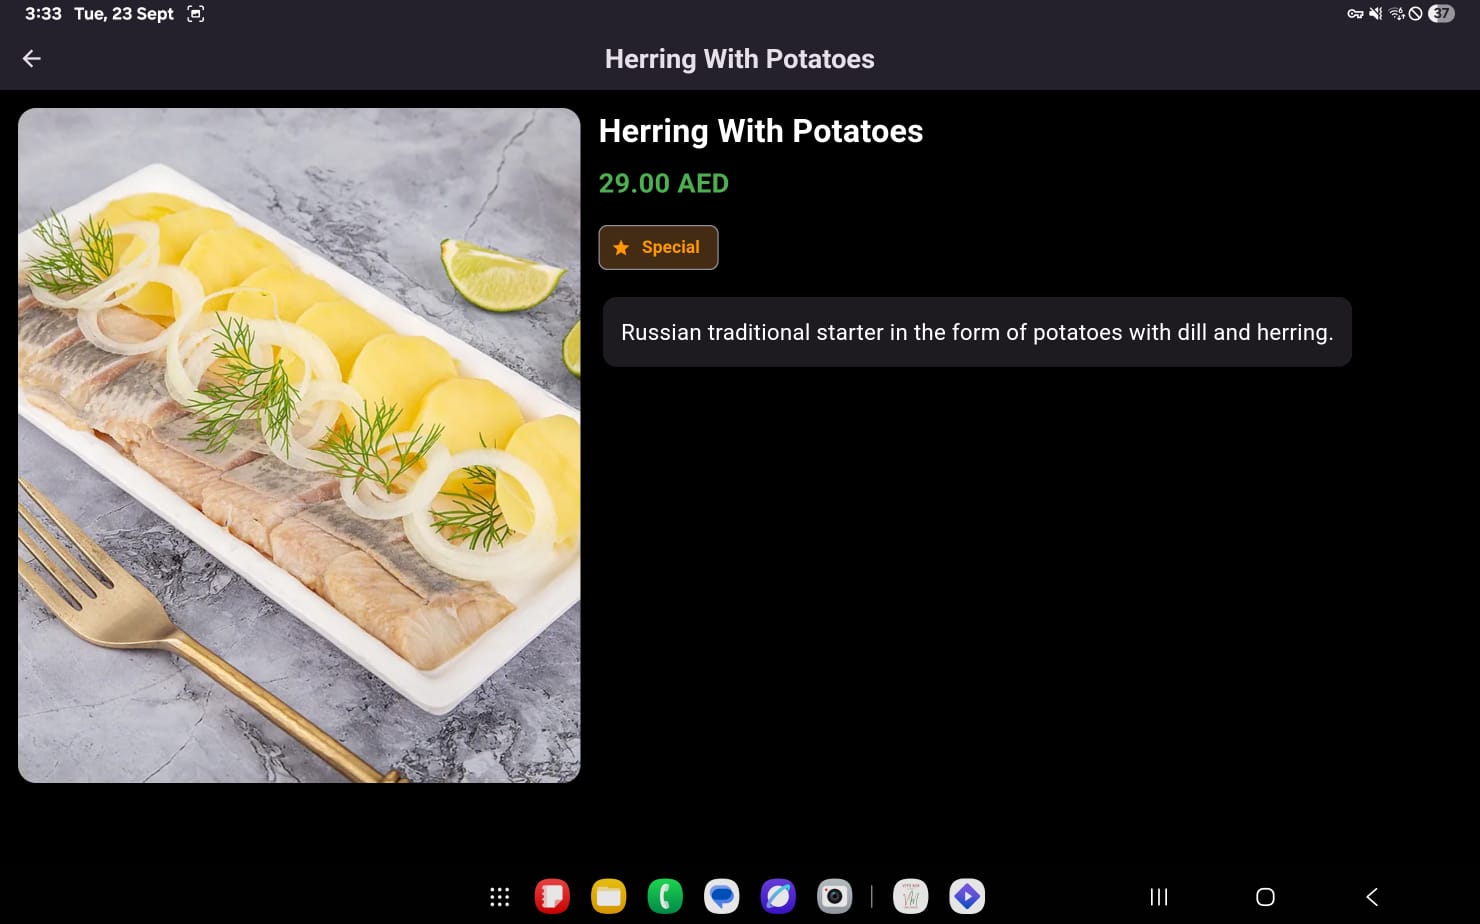 3:33 Tue, 23 Sept
37
Herring With Potatoes
Herring With Potatoes
29.00 AED
Special
Russian traditional starter in the form of potatoes with dill and herring.